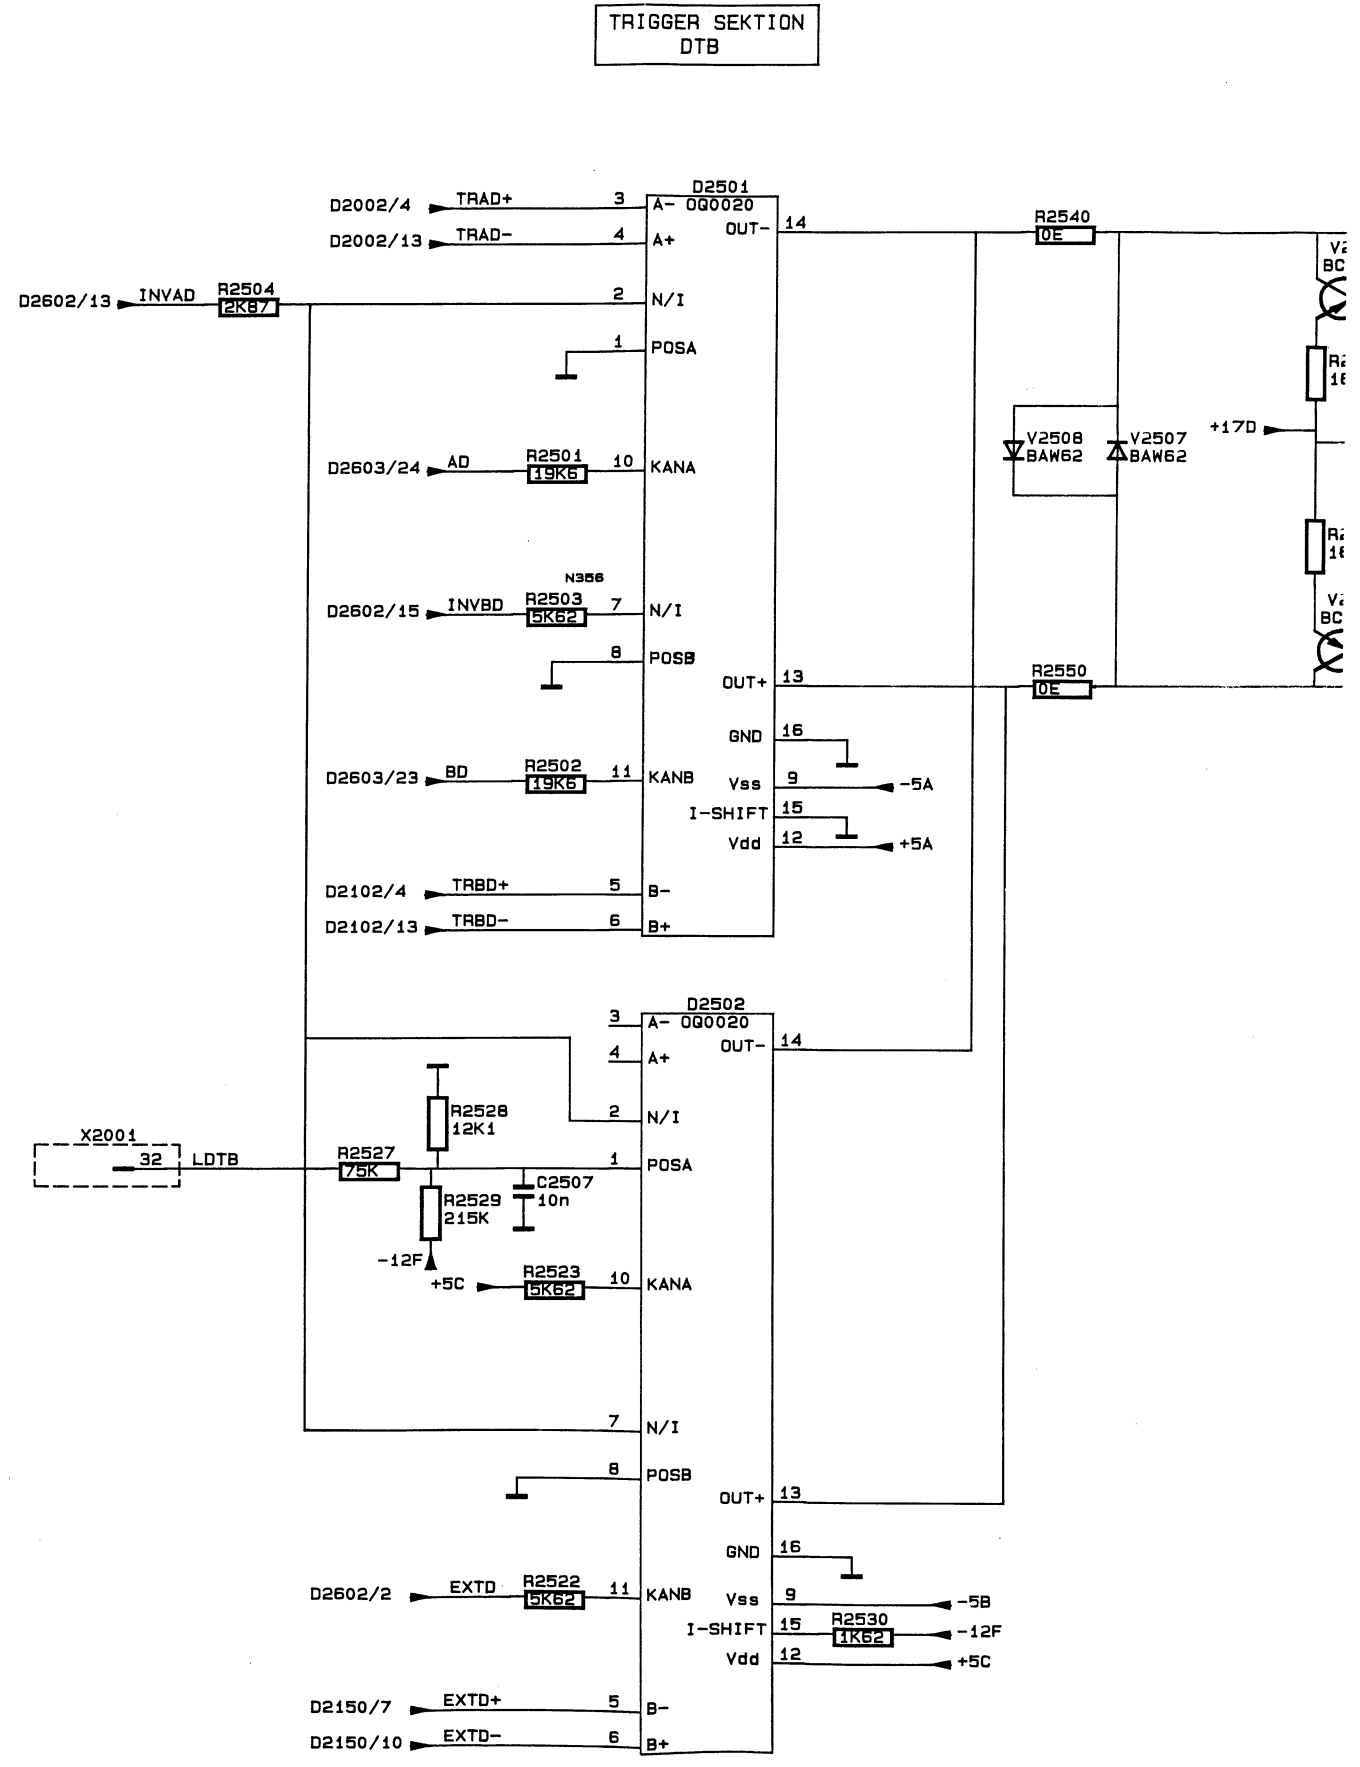 TRIGGER SEKTION
DTB
D2501
OQ0020
D2002/4 TRAD+ 3 A-
OUT- 14
R2540
0E
D2002/13 TRAD- 4 A+
D2602/13 INVAD R2504
2K87
2 N/I
1 POSA
BC
+17D
V2508
BAW62
V2507
BAW62
D2603/24 AD R2501
19K6
10 KANA
N356
D2602/15 INVBD R2503
5K62
7 N/I
BC
8 POSB
OUT+ 13
R2550
0E
GND 16
D2603/23 BD R2502
19K6
11 KANB
Vss 9 -5A
I-SHIFT 15
Vdd 12 +5A
D2102/4 TRBD+ 5 B-
D2102/13 TRBD- 6 B+
D2502
OQ0020
3 A-
OUT- 14
4 A+
R2528
12K1
2 N/I
X2001
32 LDTB R2527
75K
1 POSA
C2507
10n
R2529
215K
-12F
+5C R2523
5K62
10 KANA
7 N/I
8 POSB
OUT+ 13
GND 16
D2602/2 EXTD R2522
5K62
11 KANB
Vss 9 -5B
I-SHIFT 15 R2530
1K62
-12F
Vdd 12 +5C
D2150/7 EXTD+ 5 B-
D2150/10 EXTD- 6 B+